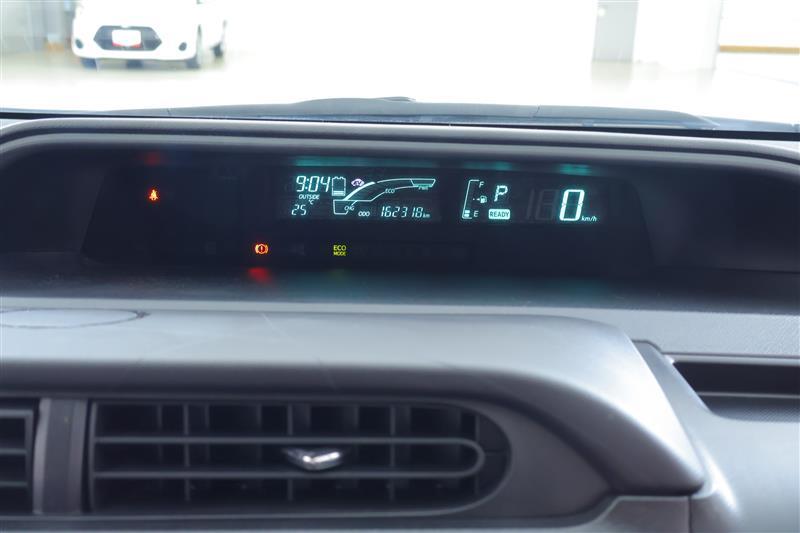 9:04
OUTSIDE
25 °C
ECO
PWR
CHG
ODO 162318 km
F
E
P
READY
0 km/h
ECO
MODE